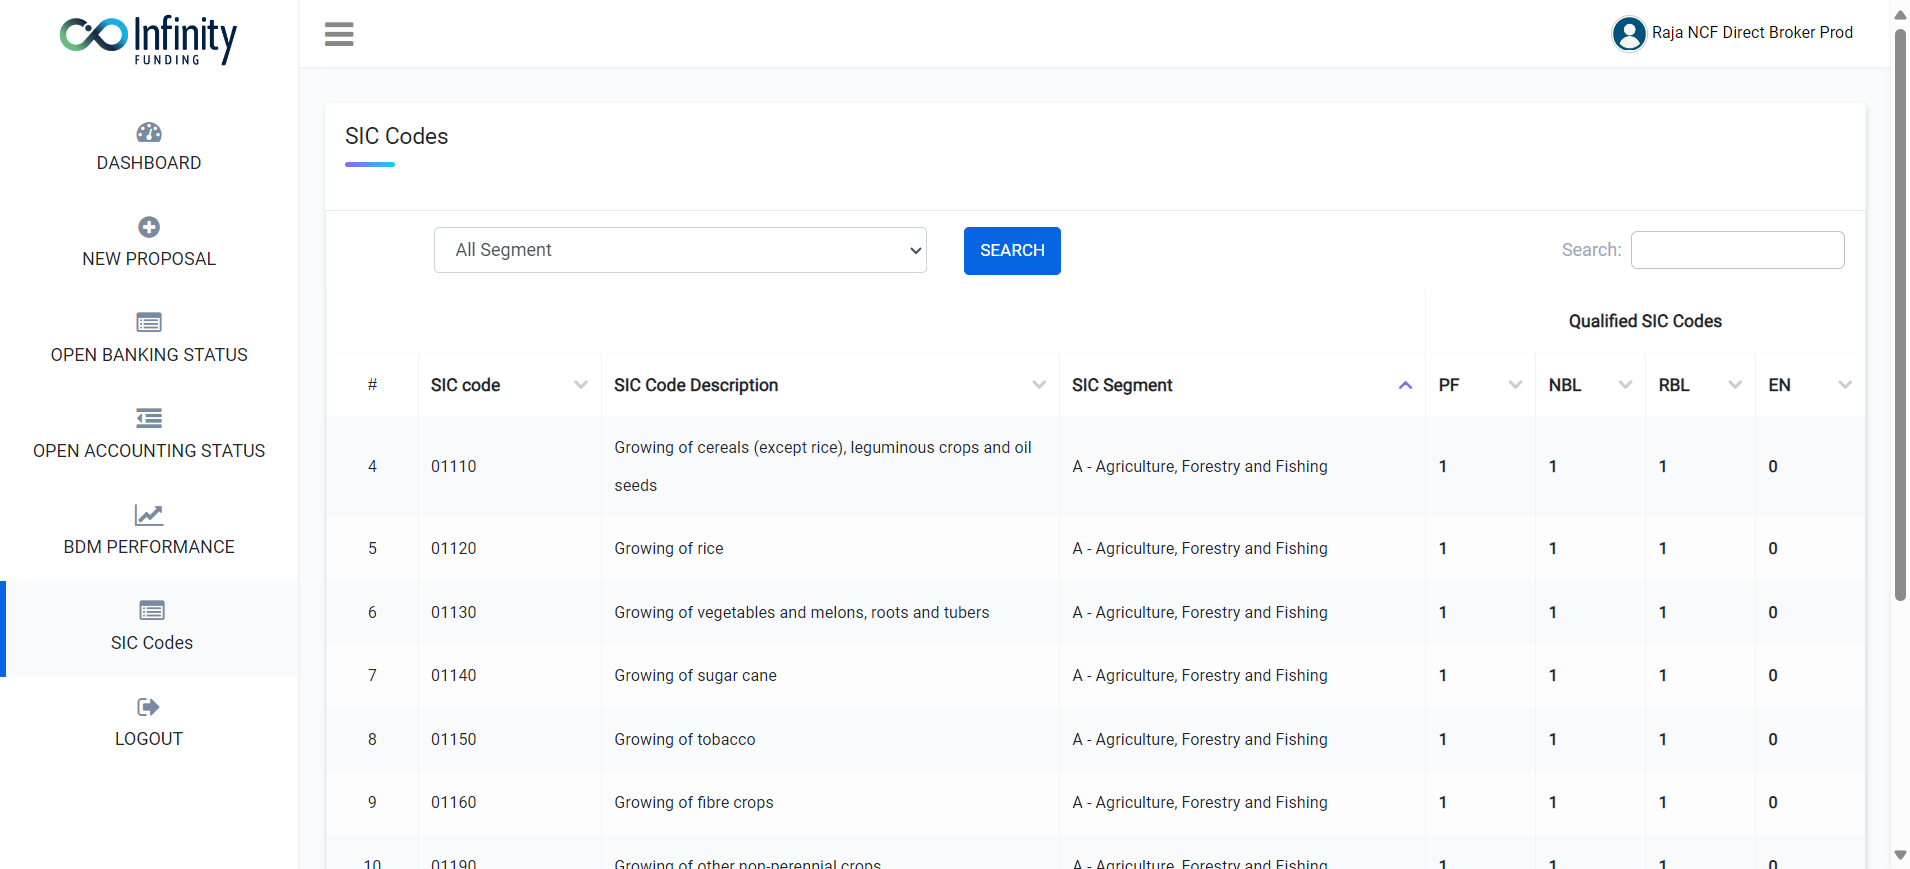 Infinity
FUNDING
Raja NCF Direct Broker Prod
DASHBOARD
NEW PROPOSAL
OPEN BANKING STATUS
OPEN ACCOUNTING STATUS
BDM PERFORMANCE
SIC Codes
LOGOUT
SIC Codes
All Segment
SEARCH
Search:
Qualified SIC Codes
# SIC code SIC Code Description SIC Segment PF NBL RBL EN
4 01110 Growing of cereals (except rice), leguminous crops and oil
seeds A - Agriculture, Forestry and Fishing 1 1 1 0
5 01120 Growing of rice A - Agriculture, Forestry and Fishing 1 1 1 0
6 01130 Growing of vegetables and melons, roots and tubers A - Agriculture, Forestry and Fishing 1 1 1 0
7 01140 Growing of sugar cane A - Agriculture, Forestry and Fishing 1 1 1 0
8 01150 Growing of tobacco A - Agriculture, Forestry and Fishing 1 1 1 0
9 01160 Growing of fibre crops A - Agriculture, Forestry and Fishing 1 1 1 0
10 01190 Growing of other non-perennial crops A - Agriculture, Forestry and Fishing 1 1 1 0